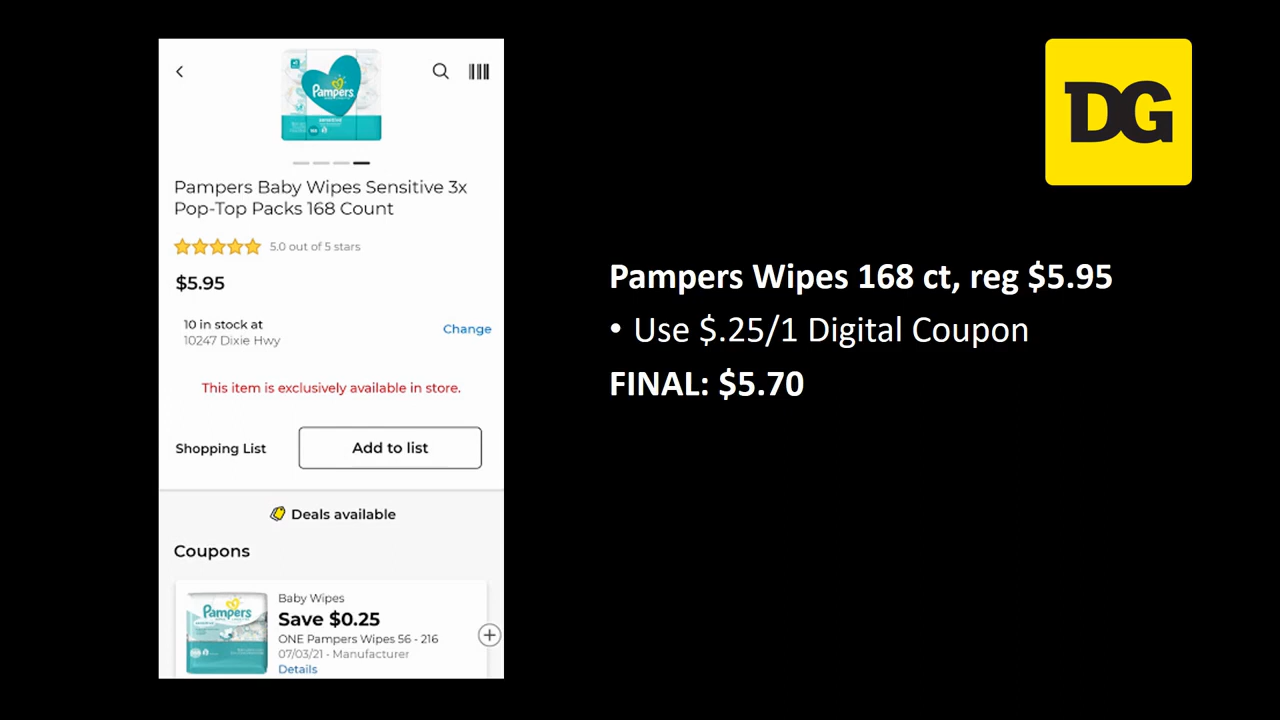 Pampers
sensitive
Pampers Baby Wipes Sensitive 3x
Pop-Top Packs 168 Count
5.0 out of 5 stars
$5.95
10 in stock at
10247 Dixie Hwy
Change
This item is exclusively available in store.
Shopping List
Add to list
Deals available
Coupons
Pampers
sensitive
Baby Wipes
Save $0.25
ONE Pampers Wipes 56 - 216
07/03/21 - Manufacturer
Details
DG
Pampers Wipes 168 ct, reg $5.95
• Use $.25/1 Digital Coupon
FINAL: $5.70